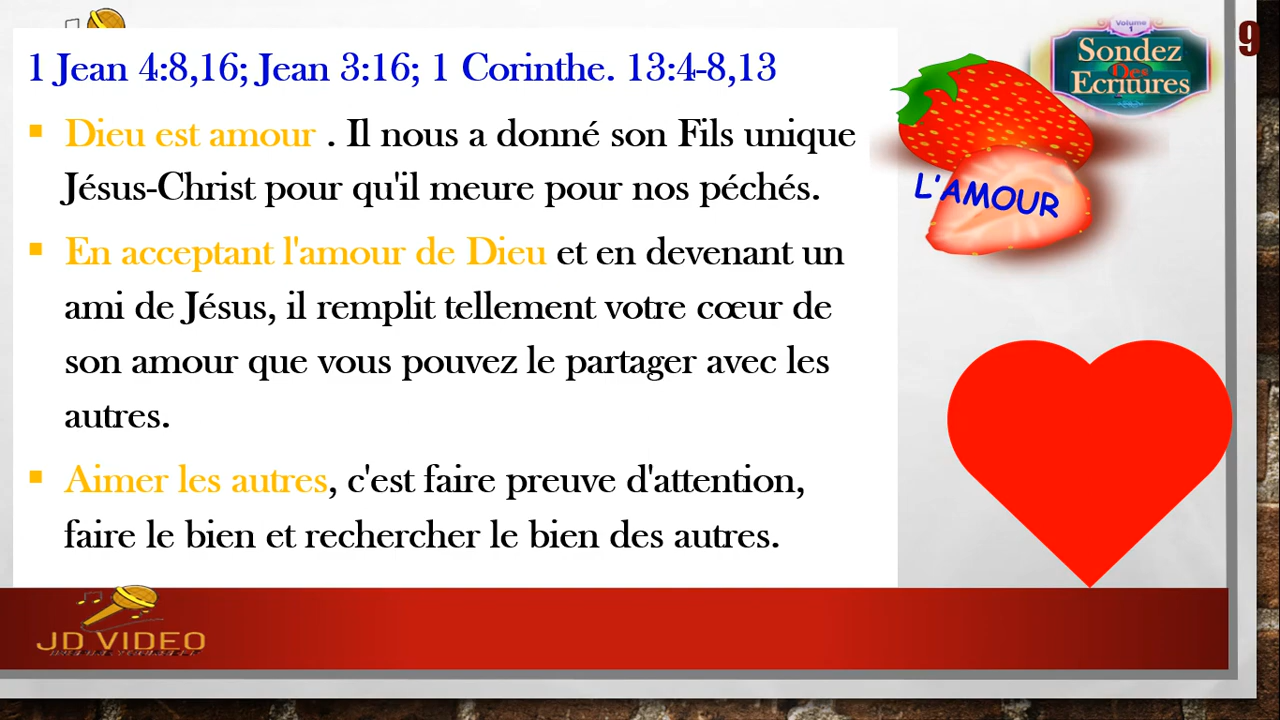 1 Jean 4:8,16; Jean 3:16; 1 Corinthe. 13:4-8,13
▪ Dieu est amour . Il nous a donné son Fils unique
Jésus-Christ pour qu'il meure pour nos péchés.
▪ En acceptant l'amour de Dieu et en devenant un
ami de Jésus, il remplit tellement votre cœur de
son amour que vous pouvez le partager avec les
autres.
▪ Aimer les autres, c'est faire preuve d'attention,
faire le bien et rechercher le bien des autres.
Volume
1
Sondez
Des
Ecritures
9
L'AMOUR
JD VIDEO